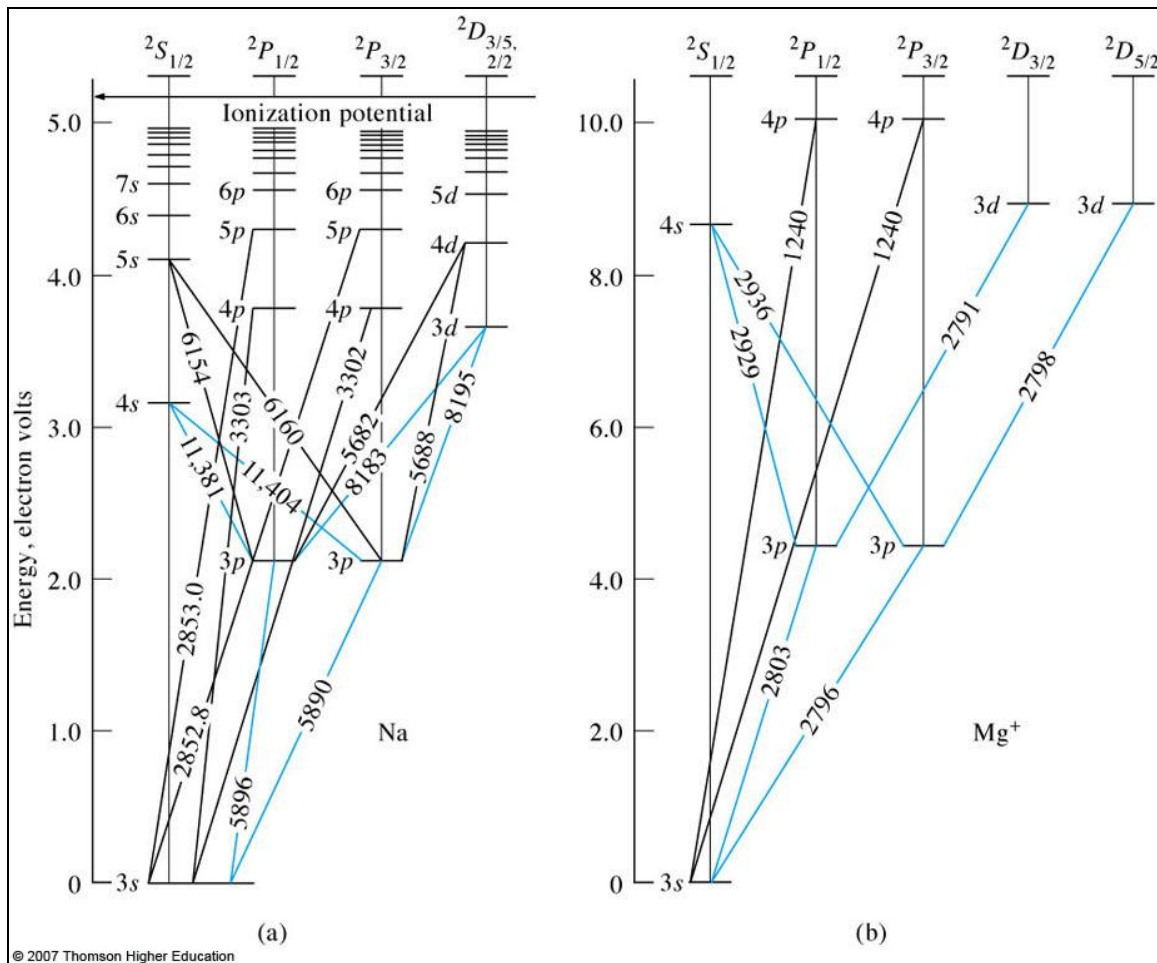 ²S₁/₂ ²P₁/₂ ²P₃/₂ ²D₃/₅, ₂/₂
Ionization potential
Energy, electron volts
5.0
4.0
3.0
2.0
1.0
0
7s
6s
5s
4s
3s
6p
5p
4p
3p
6p
5p
4p
3p
5d
4d
3d
6154
11,381
3303
6160
11,404
3302
5682
8183
5688
8195
2853.0
2852.8
5896
5890
Na
(a)
²S₁/₂ ²P₁/₂ ²P₃/₂ ²D₃/₂ ²D₅/₂
10.0
8.0
6.0
4.0
2.0
0
4s
3s
4p
3p
4p
3p
3d
3d
1240
1240
2936
2929
2791
2798
2803
2796
Mg⁺
(b)
© 2007 Thomson Higher Education